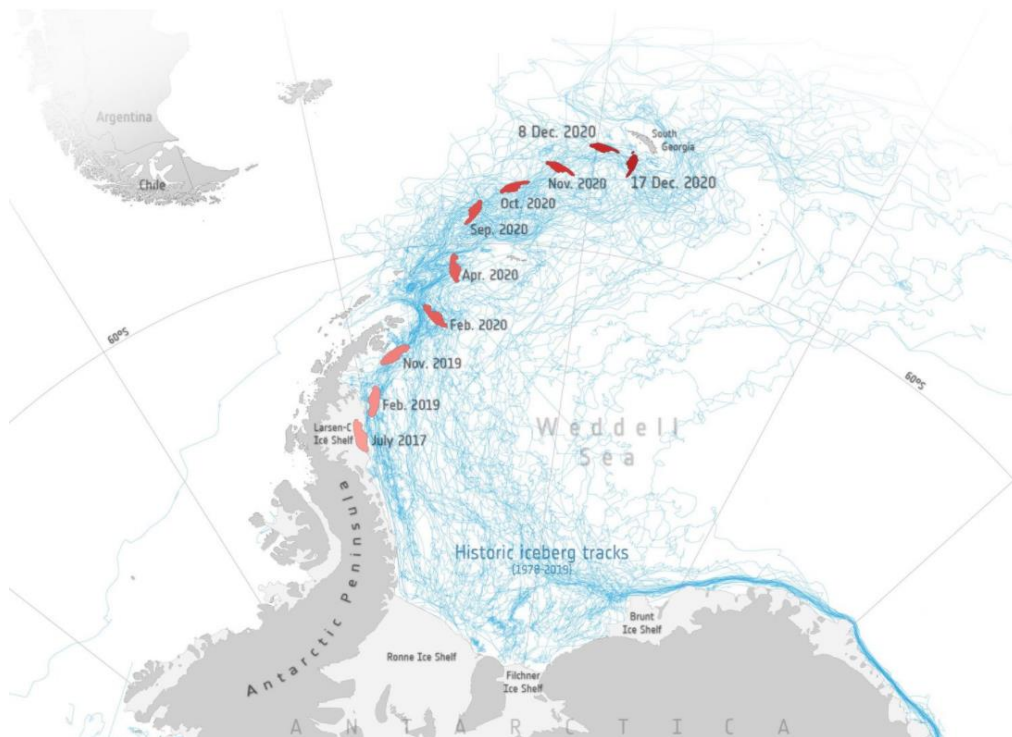 Argentina
Chile
8 Dec. 2020
South
Georgia
Nov. 2020
17 Dec. 2020
Oct. 2020
Sep. 2020
Apr. 2020
60ºS
Feb. 2020
Nov. 2019
60ºS
Feb. 2019
Larsen-C
Ice Shelf
July 2017
Weddell
Sea
Historic iceberg tracks
(1978-2019)
Antarctic Peninsula
Brunt
Ice Shelf
Ronne Ice Shelf
Filchner
Ice Shelf
ANTARCTICA